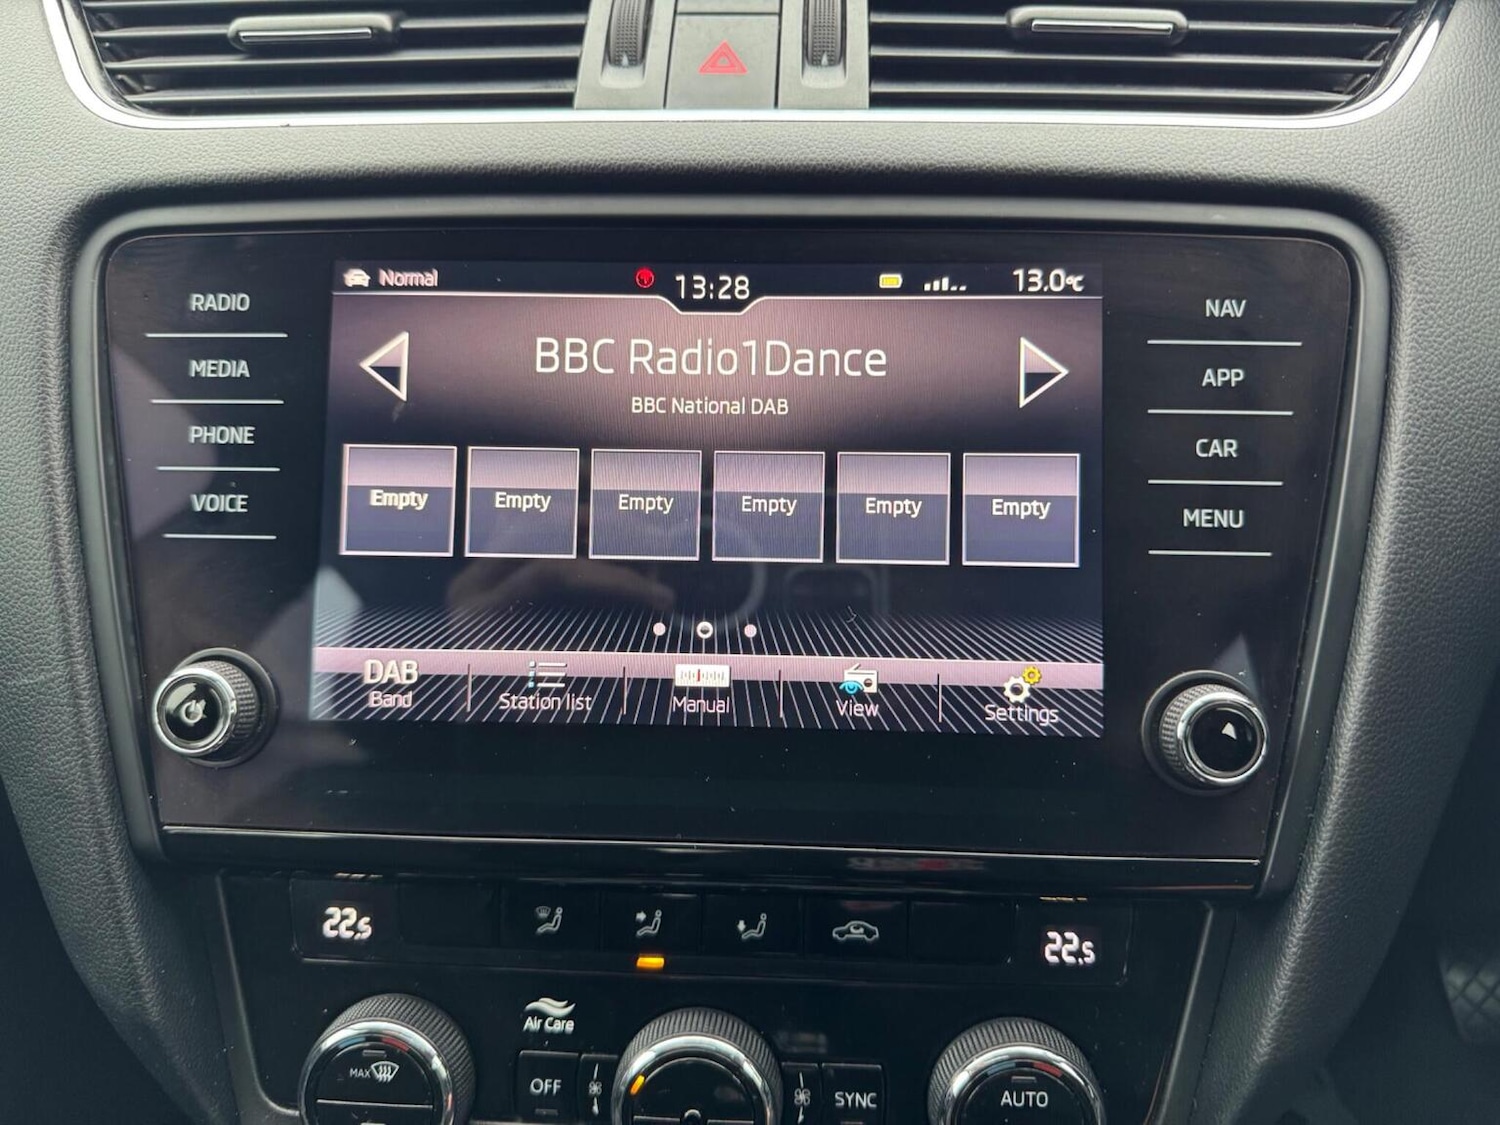 Normal 13:28 13.0°C
RADIO
MEDIA
PHONE
VOICE
BBC Radio1Dance
BBC National DAB
Empty Empty Empty Empty Empty Empty
DAB
Band
Station list
Manual
View
Settings
NAV
APP
CAR
MENU
22.5
22.5
Air Care
MAX
OFF
SYNC
AUTO